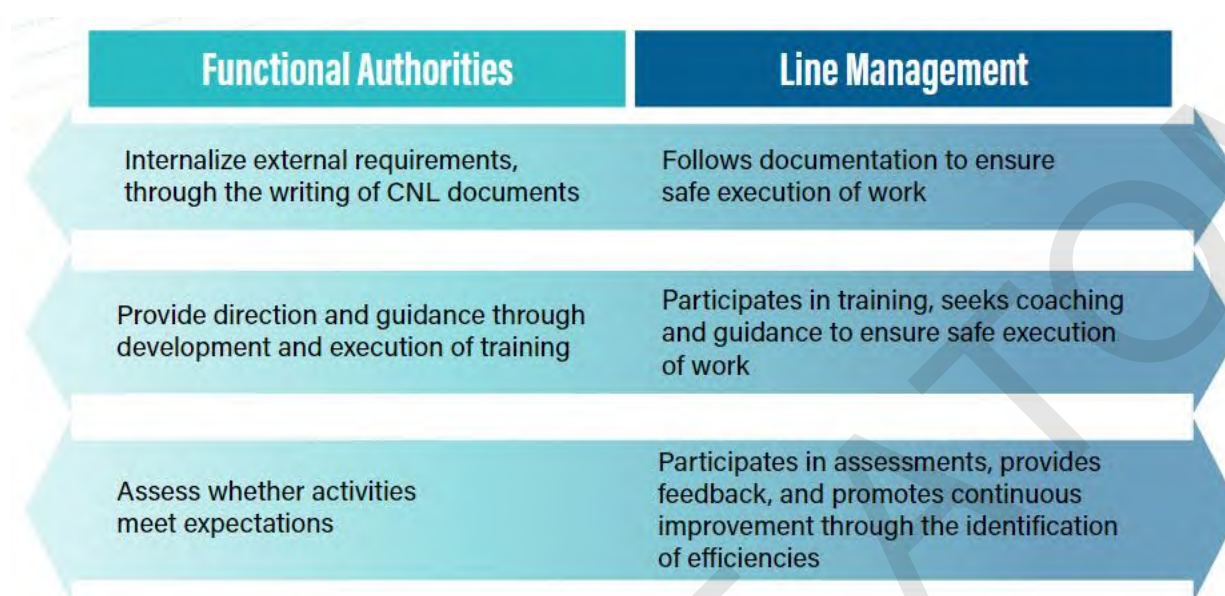 Functional Authorities
Line Management
Internalize external requirements,
through the writing of CNL documents
Follows documentation to ensure
safe execution of work
Provide direction and guidance through
development and execution of training
Participates in training, seeks coaching
and guidance to ensure safe execution
of work
Assess whether activities
meet expectations
Participates in assessments, provides
feedback, and promotes continuous
improvement through the identification
of efficiencies